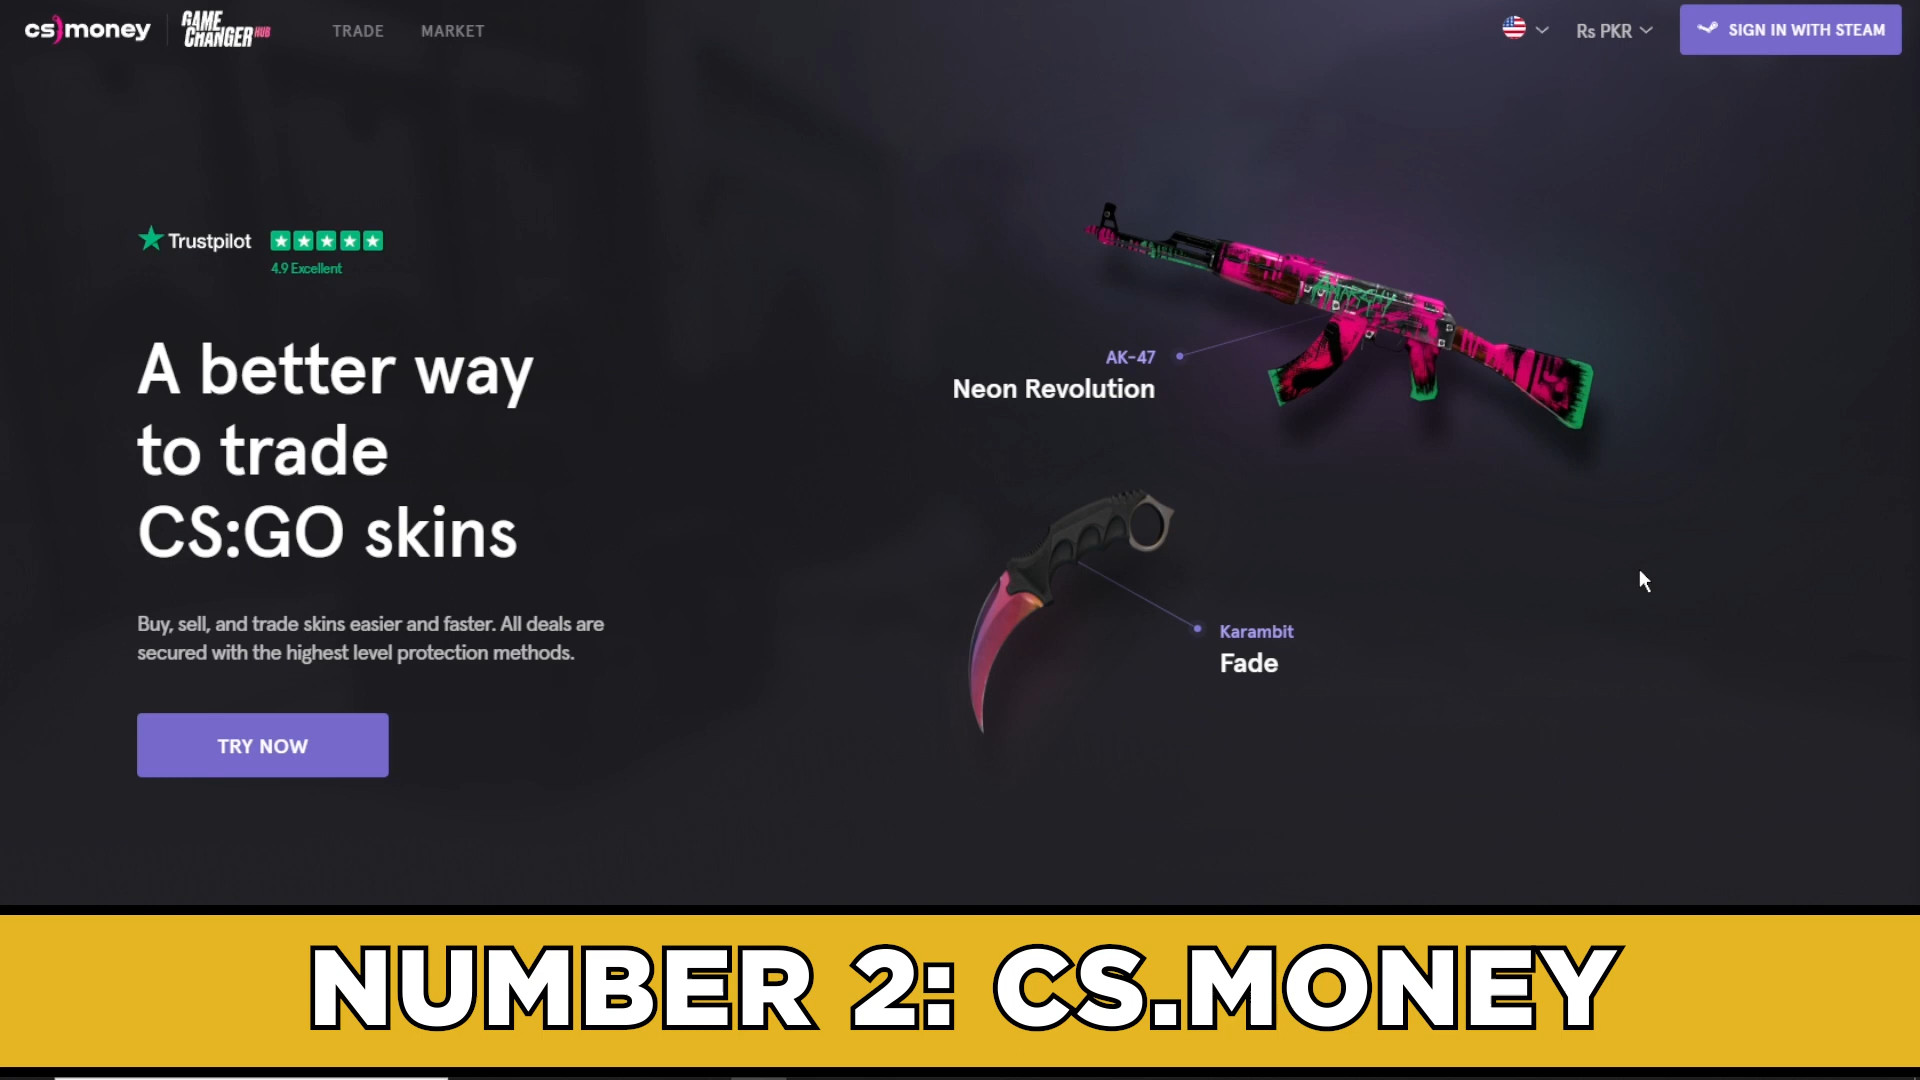 cs money
GAME CHANGER HUB
TRADE
MARKET
Rs PKR
SIGN IN WITH STEAM
Trustpilot
4.9 Excellent
A better way
to trade
CS:GO skins
Buy, sell, and trade skins easier and faster. All deals are
secured with the highest level protection methods.
TRY NOW
ANARCHY
AK-47
Neon Revolution
Karambit
Fade
NUMBER 2: CS.MONEY